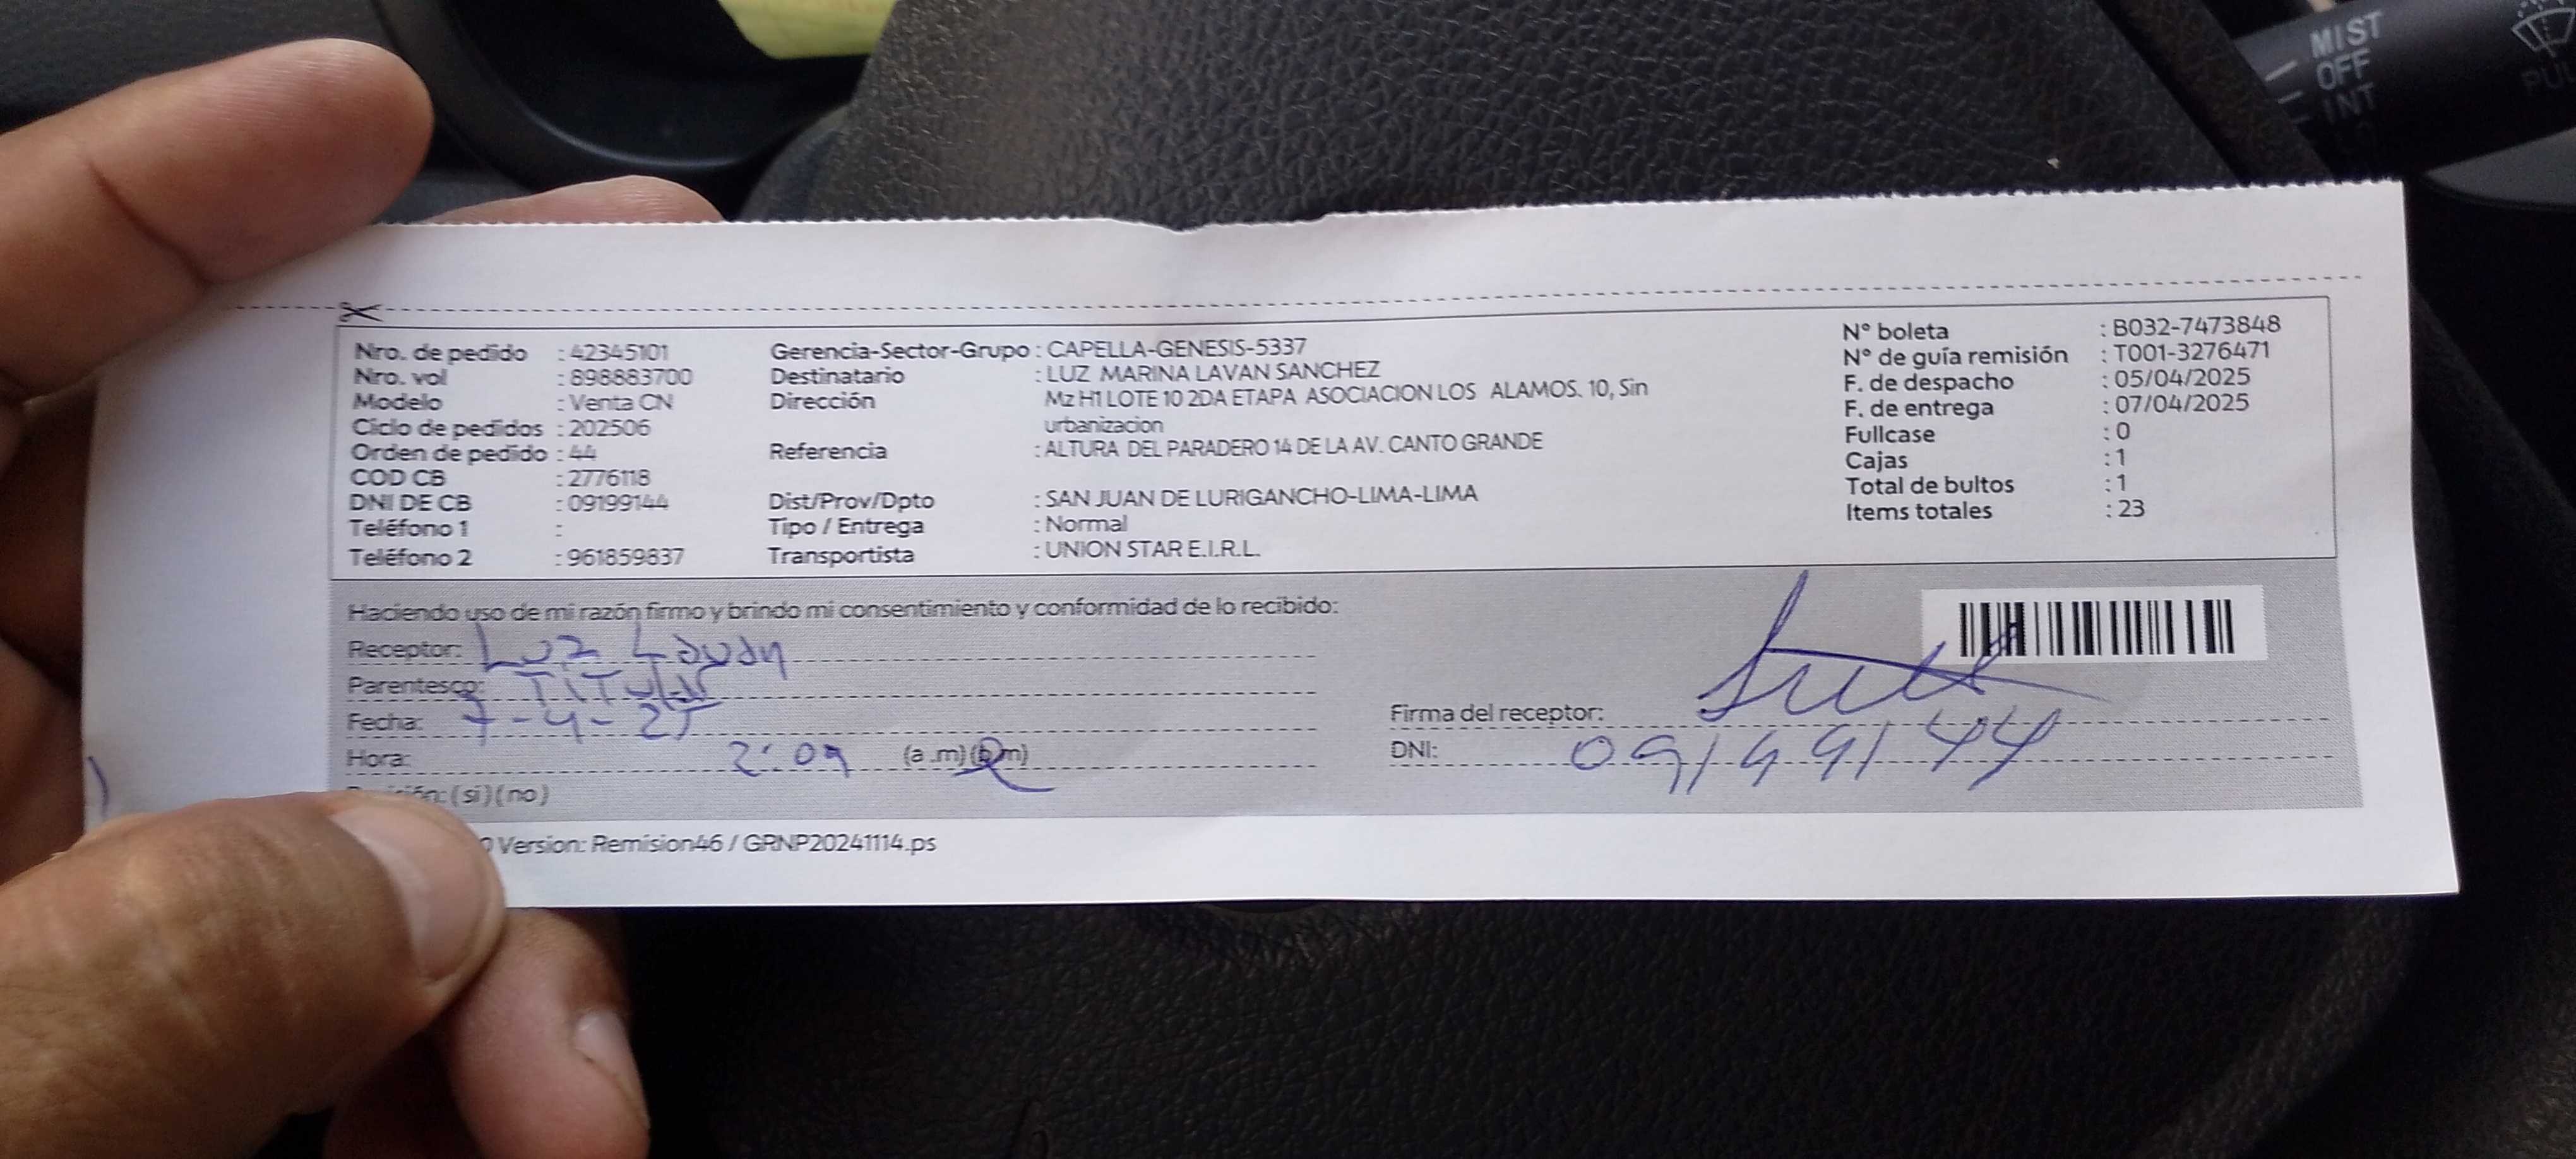 MIST
OFF
INT
Nro. de pedido : 42345101
Nro. vol : 898883700
Modelo : Venta CN
Ciclo de pedidos : 202506
Orden de pedido : 44
COD CB : 2776118
DNI DE CB : 09199144
Teléfono 1 :
Teléfono 2 : 961859837
Gerencia-Sector-Grupo : CAPELLA-GENESIS-5337
Destinatario : LUZ MARINA LAVAN SANCHEZ
Dirección Mz H1 LOTE 10 2DA ETAPA ASOCIACION LOS ALAMOS. 10, Sin
urbanizacion
Referencia : ALTURA DEL PARADERO 14 DE LA AV. CANTO GRANDE
Dist/Prov/Dpto : SAN JUAN DE LURIGANCHO-LIMA-LIMA
Tipo / Entrega : Normal
Transportista : UNION STAR E.I.R.L.
N° boleta : B032-7473848
N° de guía remisión : T001-3276471
F. de despacho : 05/04/2025
F. de entrega : 07/04/2025
Fullcase : 0
Cajas : 1
Total de bultos : 1
Items totales : 23
Haciendo uso de mi razón firmo y brindo mi consentimiento y conformidad de lo recibido:
Receptor: Luz Lavan
Parentesco: TiTular
Fecha: 7-4-25
Hora: 2:09 (a.m) (p.m)
(si) (no)
Firma del receptor:
DNI: 09199144
Version: Remision46 / GRNP20241114.ps